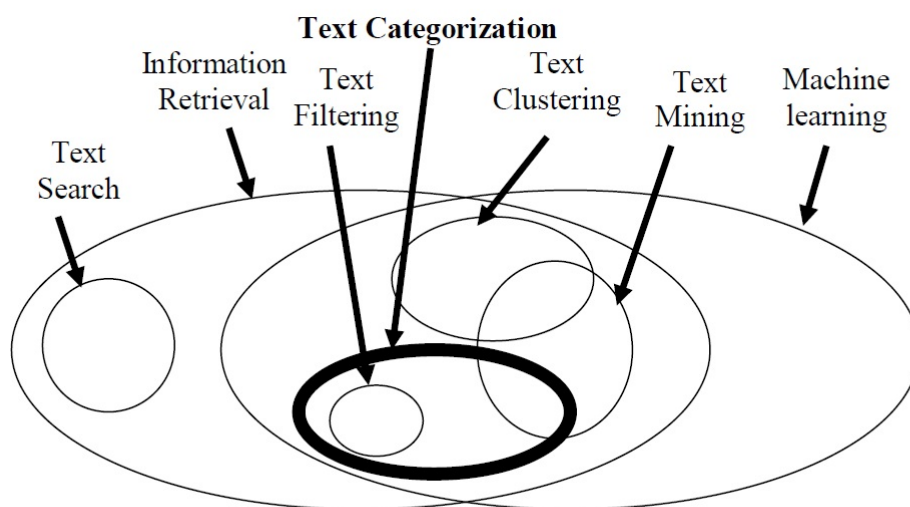 Text Categorization
Information
Retrieval
Text
Filtering
Text
Clustering
Text
Mining
Machine
learning
Text
Search